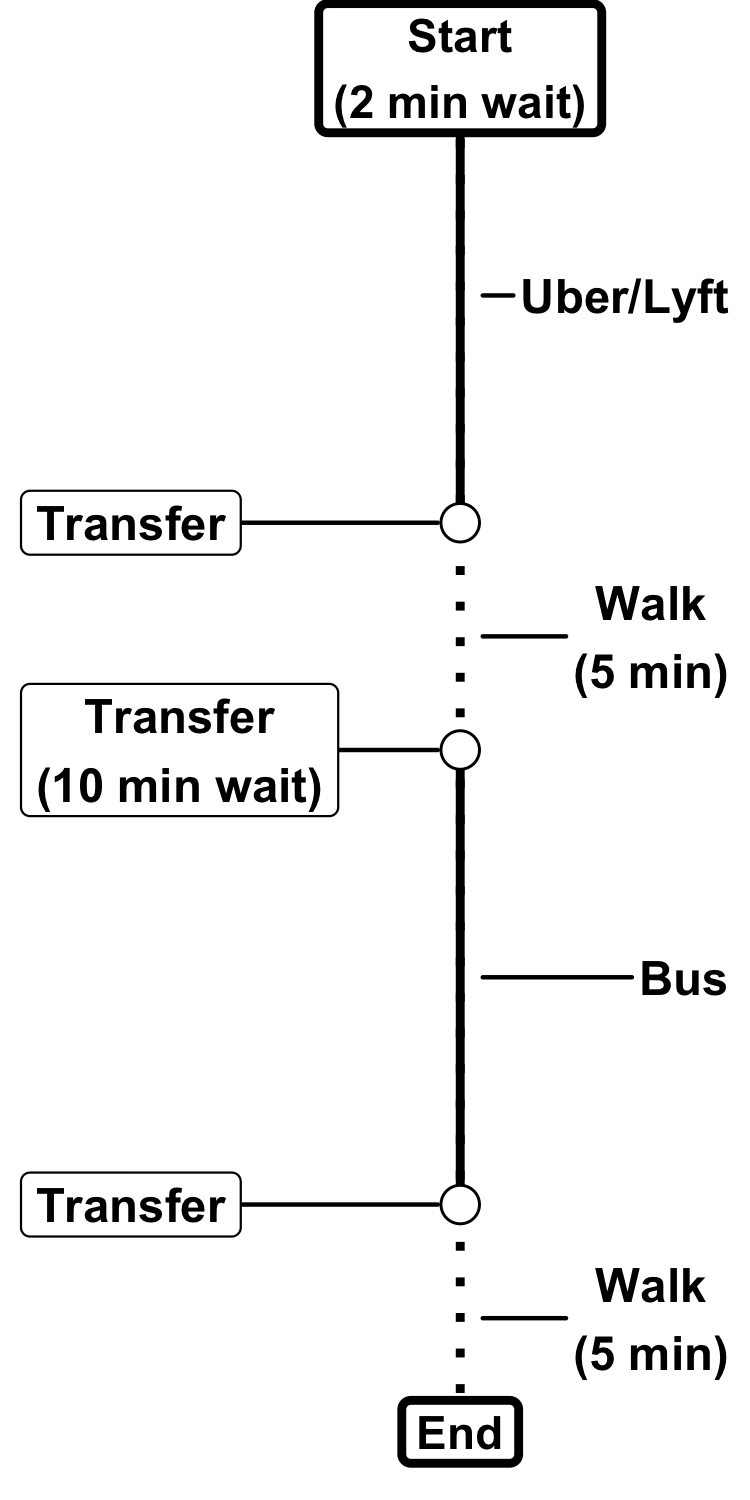 Start
(2 min wait)
Uber/Lyft
Transfer
Walk
(5 min)
Transfer
(10 min wait)
Bus
Transfer
Walk
(5 min)
End